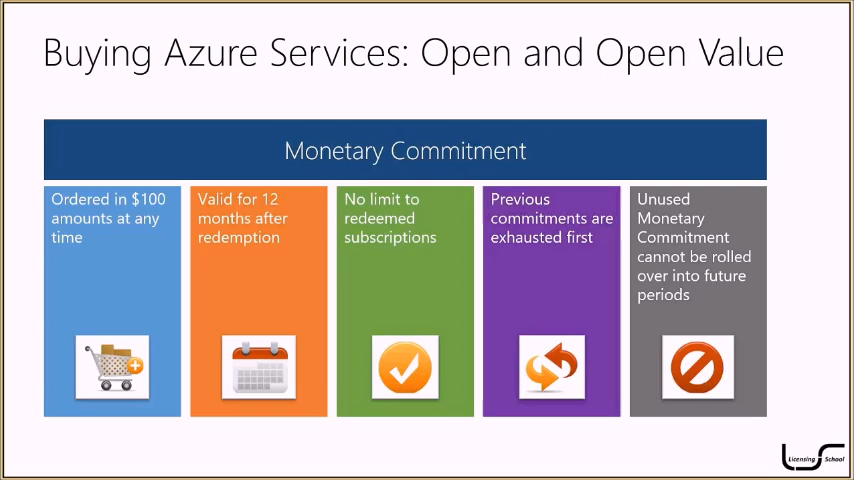 Buying Azure Services: Open and Open Value
Monetary Commitment
Ordered in $100
amounts at any
time
Valid for 12
months after
redemption
No limit to
redeemed
subscriptions
Previous
commitments are
exhausted first
Unused
Monetary
Commitment
cannot be rolled
over into future
periods
Licensing School